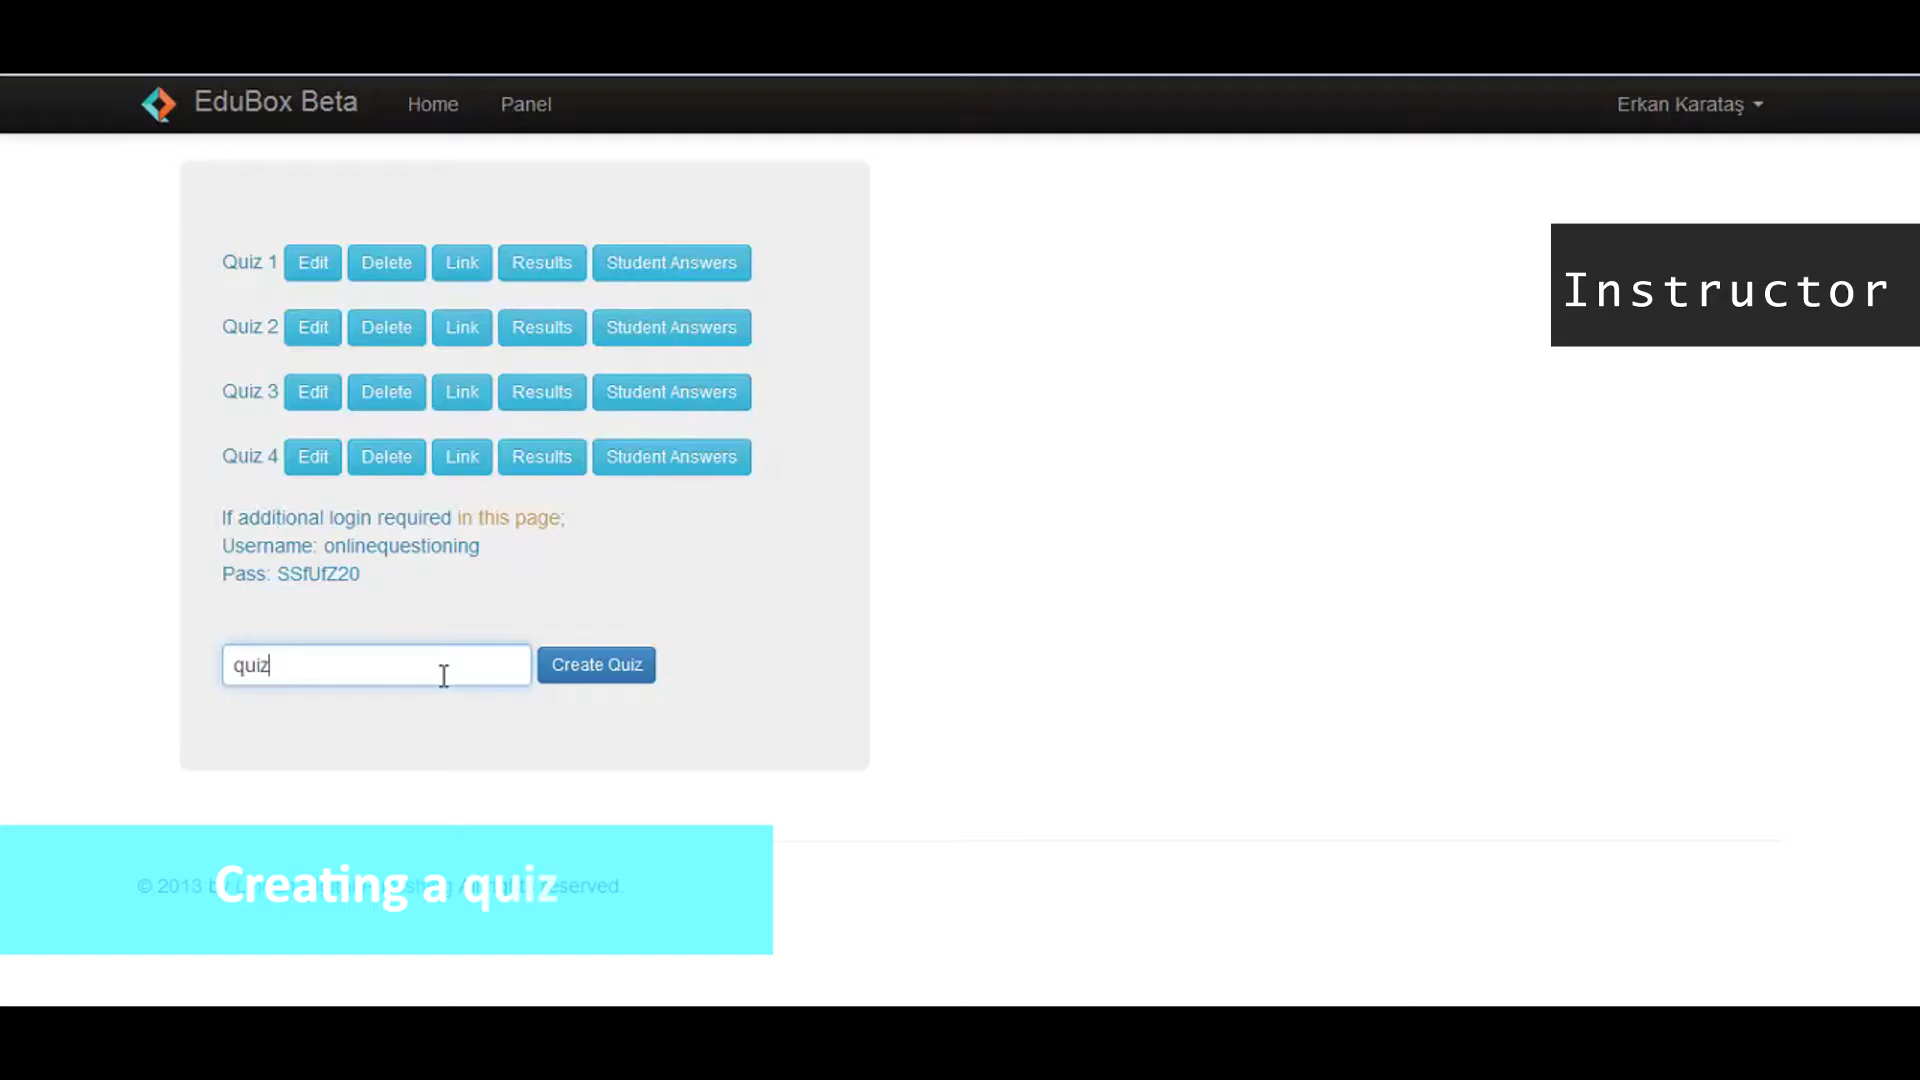 EduBox Beta Home Panel Erkan Karataş
Instructor
Quiz 1 Edit Delete Link Results Student Answers
Quiz 2 Edit Delete Link Results Student Answers
Quiz 3 Edit Delete Link Results Student Answers
Quiz 4 Edit Delete Link Results Student Answers
If additional login required in this page;
Username: onlinequestioning
Pass: SSfUfZ20
quiz Create Quiz
Creating a quiz
© 2013 reserved.